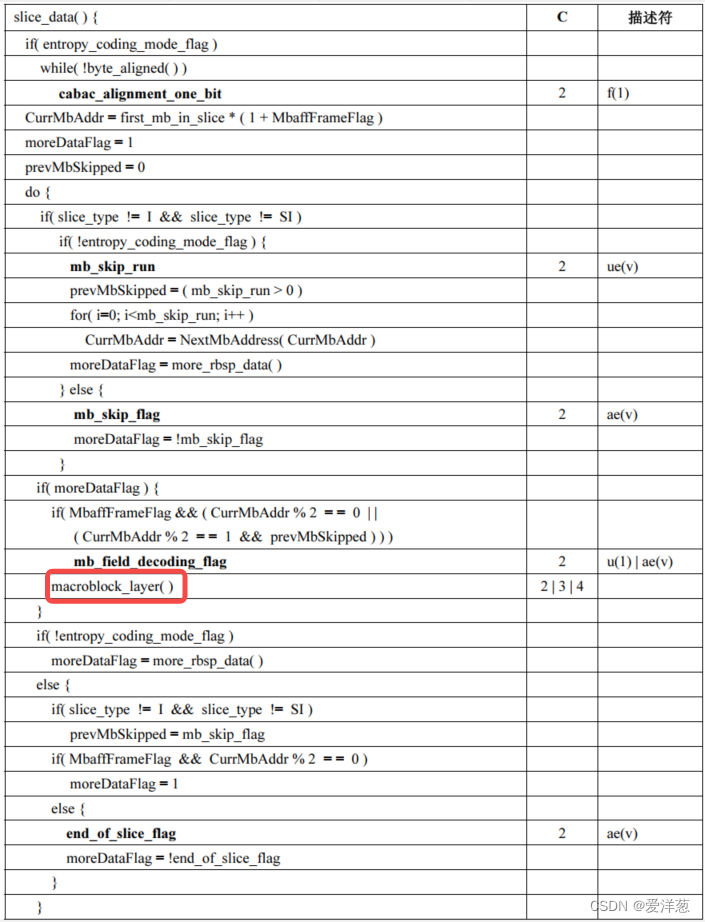 slice_data( ) { C 描述符
if( entropy_coding_mode_flag )
while( !byte_aligned( ) )
cabac_alignment_one_bit 2 f(1)
CurrMbAddr = first_mb_in_slice * ( 1 + MbaffFrameFlag )
moreDataFlag = 1
prevMbSkipped = 0
do {
if( slice_type != I && slice_type != SI )
if( !entropy_coding_mode_flag ) {
mb_skip_run 2 ue(v)
prevMbSkipped = ( mb_skip_run > 0 )
for( i=0; i<mb_skip_run; i++ )
CurrMbAddr = NextMbAddress( CurrMbAddr )
moreDataFlag = more_rbsp_data( )
} else {
mb_skip_flag 2 ae(v)
moreDataFlag = !mb_skip_flag
}
if( moreDataFlag ) {
if( MbaffFrameFlag && ( CurrMbAddr % 2 = = 0 | |
( CurrMbAddr % 2 = = 1 && prevMbSkipped ) ) )
mb_field_decoding_flag 2 u(1) | ae(v)
macroblock_layer( ) 2 | 3 | 4
}
if( !entropy_coding_mode_flag )
moreDataFlag = more_rbsp_data( )
else {
if( slice_type != I && slice_type != SI )
prevMbSkipped = mb_skip_flag
if( MbaffFrameFlag && CurrMbAddr % 2 = = 0 )
moreDataFlag = 1
else {
end_of_slice_flag 2 ae(v)
moreDataFlag = !end_of_slice_flag
}
}
CSDN @爱洋葱